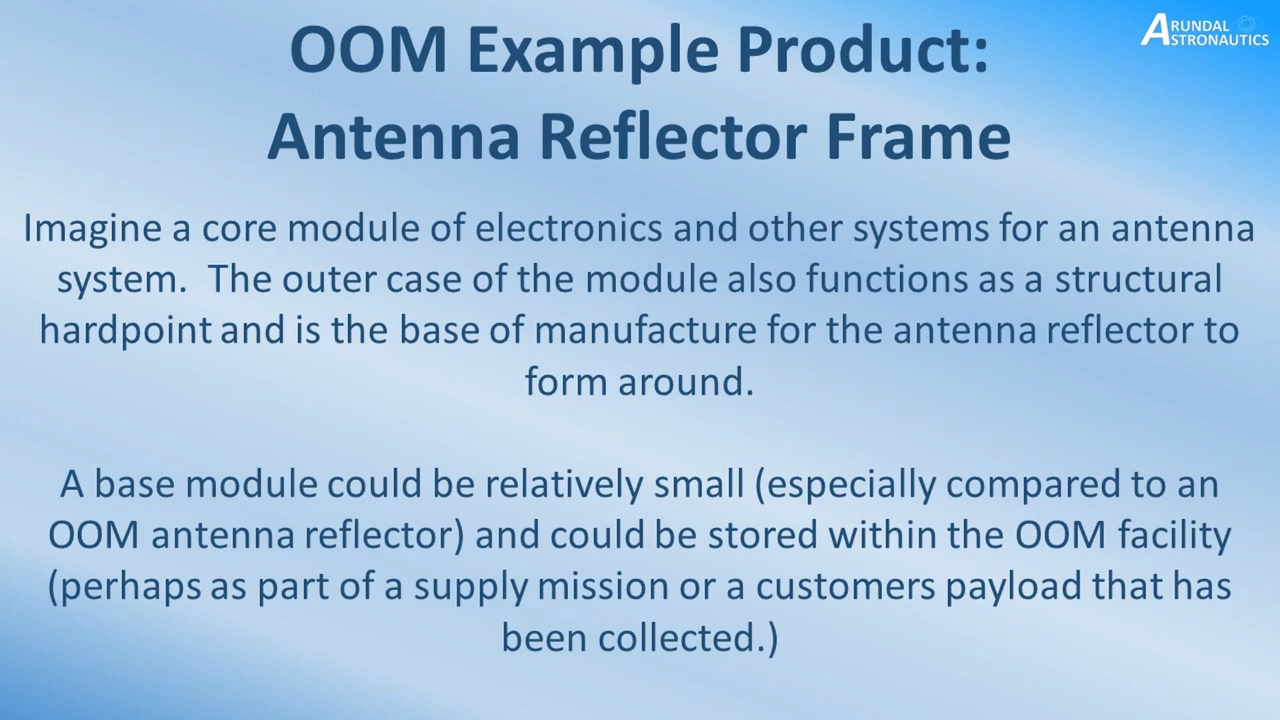 OOM Example Product:
Antenna Reflector Frame
ARUNDAL
ASTRONAUTICS
Imagine a core module of electronics and other systems for an antenna
system.  The outer case of the module also functions as a structural
hardpoint and is the base of manufacture for the antenna reflector to
form around.
A base module could be relatively small (especially compared to an
OOM antenna reflector) and could be stored within the OOM facility
(perhaps as part of a supply mission or a customers payload that has
been collected.)